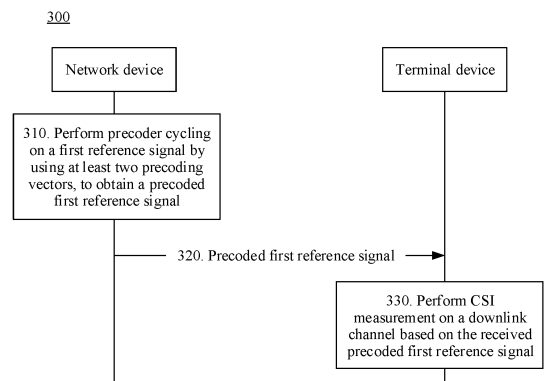 300
Network device
Terminal device
310. Perform precoder cycling
on a first reference signal by
using at least two precoding
vectors, to obtain a precoded
first reference signal
320. Precoded first reference signal
330. Perform CSI
measurement on a downlink
channel based on the received
precoded first reference signal